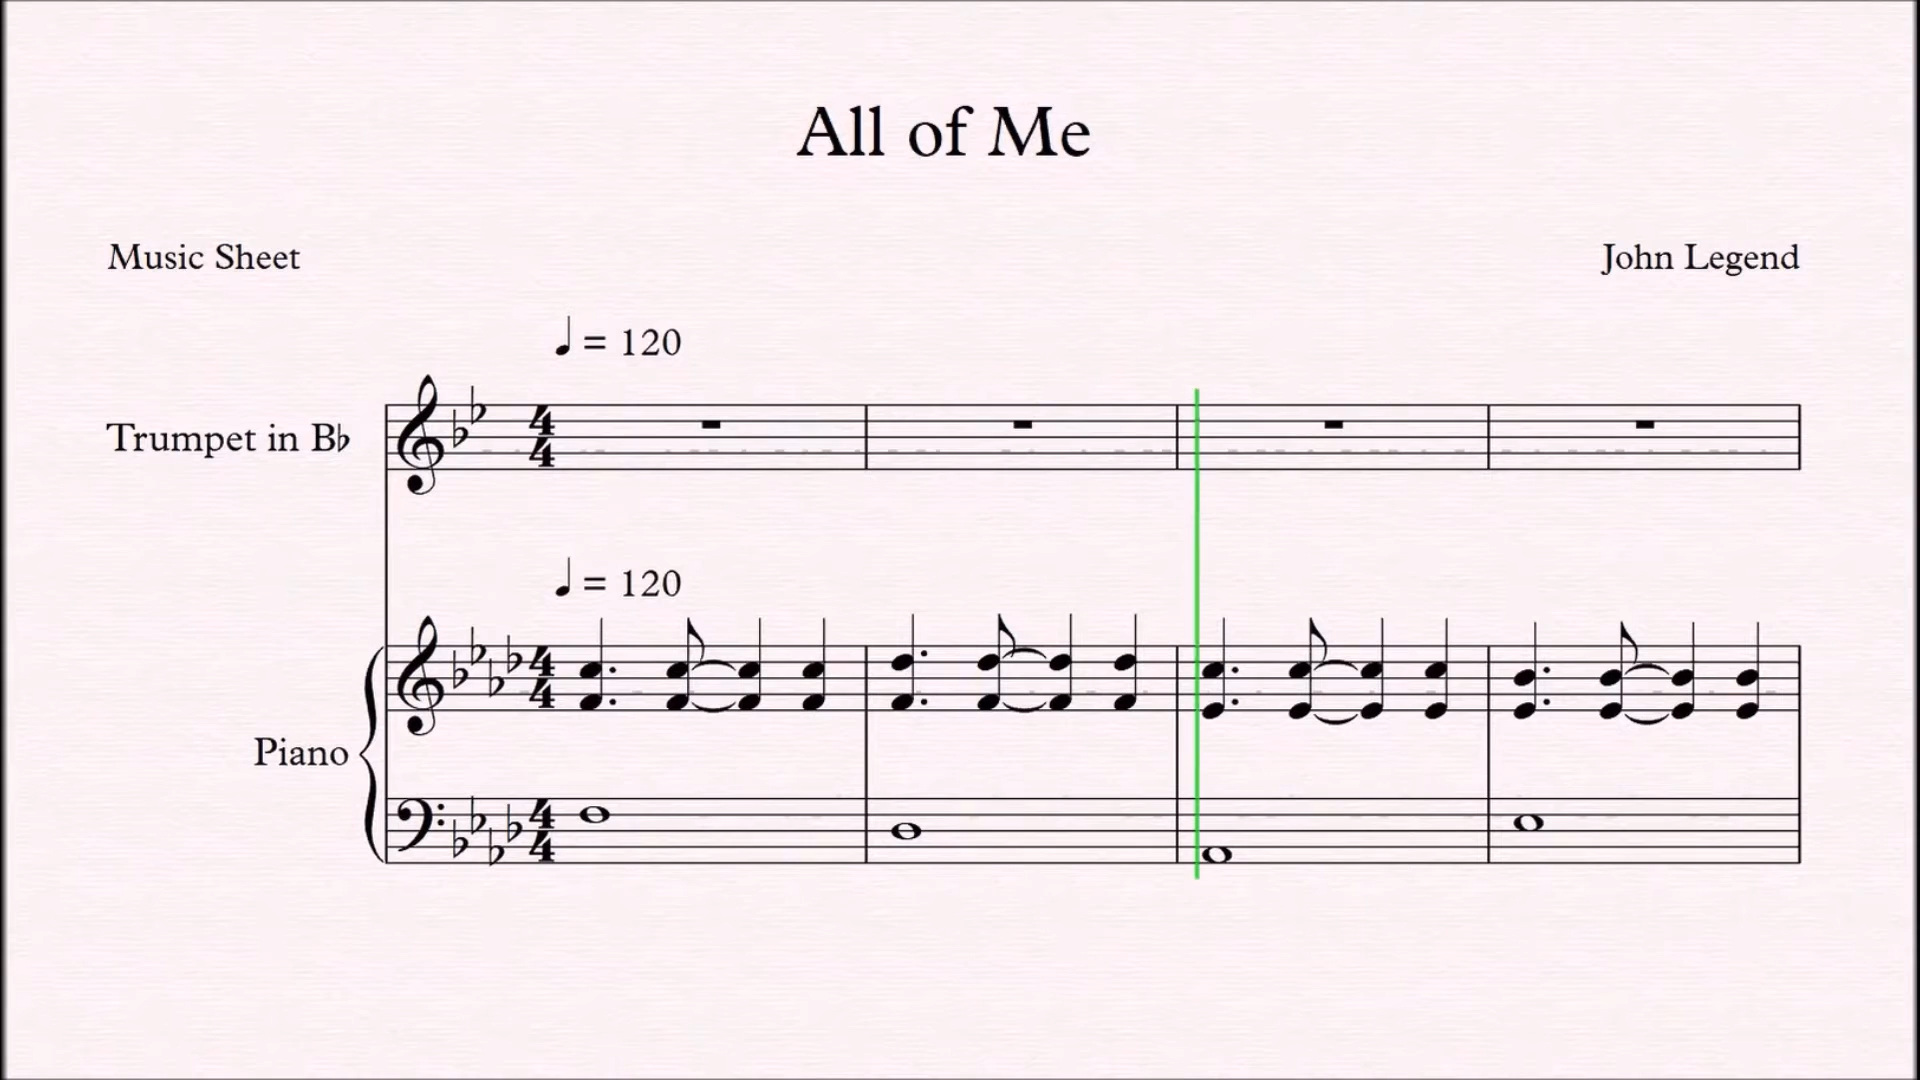 All of Me
Music Sheet
John Legend
♩ = 120
Trumpet in B♭
♩ = 120
Piano